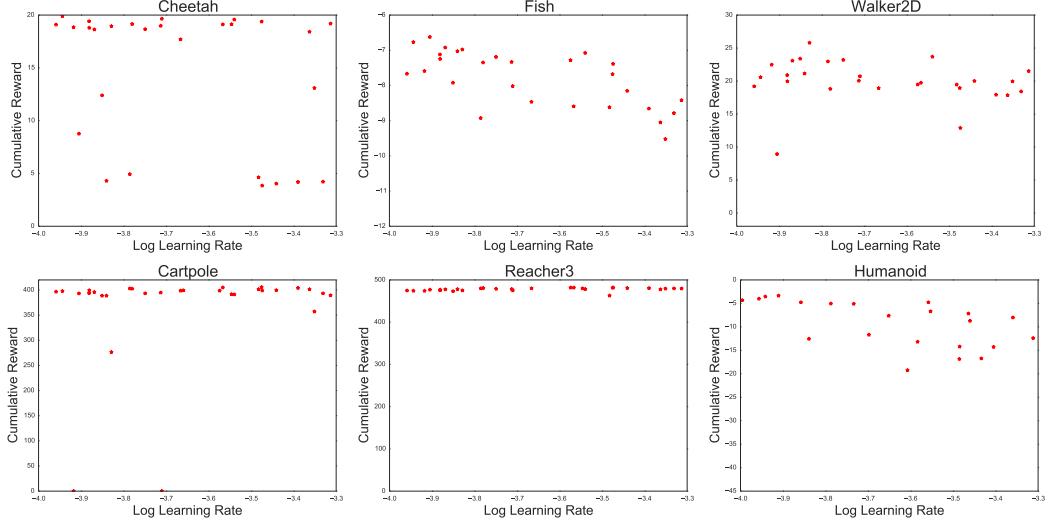 Cheetah
Cumulative Reward
20
15
10
5
0
−4.0 −3.9 −3.8 −3.7 −3.6 −3.5 −3.4 −3.3
Log Learning Rate
Fish
Cumulative Reward
−6
−7
−8
−9
−10
−11
−12
−4.0 −3.9 −3.8 −3.7 −3.6 −3.5 −3.4 −3.3
Log Learning Rate
Walker2D
Cumulative Reward
30
25
20
15
10
5
0
−4.0 −3.9 −3.8 −3.7 −3.6 −3.5 −3.4 −3.3
Log Learning Rate
Cartpole
Cumulative Reward
400
350
300
250
200
150
100
50
0
−4.0 −3.9 −3.8 −3.7 −3.6 −3.5 −3.4 −3.3
Log Learning Rate
Reacher3
Cumulative Reward
500
400
300
200
100
0
−4.0 −3.9 −3.8 −3.7 −3.6 −3.5 −3.4 −3.3
Log Learning Rate
Humanoid
Cumulative Reward
0
−5
−10
−15
−20
−25
−30
−35
−40
−45
−4.0 −3.9 −3.8 −3.7 −3.6 −3.5 −3.4 −3.3
Log Learning Rate